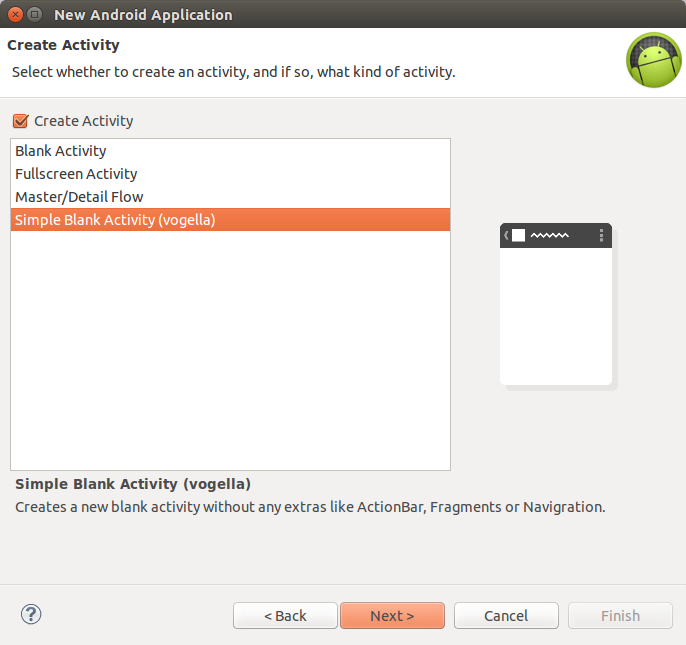 New Android Application
Create Activity
Select whether to create an activity, and if so, what kind of activity.
Create Activity
Blank Activity
Fullscreen Activity
Master/Detail Flow
Simple Blank Activity (vogella)
Simple Blank Activity (vogella)
Creates a new blank activity without any extras like ActionBar, Fragments or Navigration.
?
< Back
Next >
Cancel
Finish